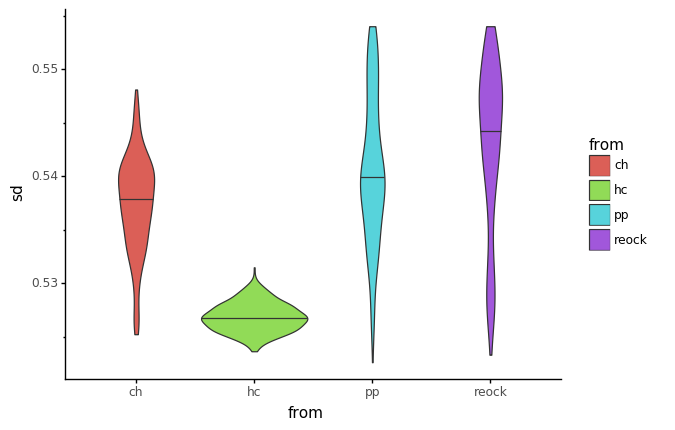 0.55
0.54
0.53
sd
ch
hc
pp
reock
from
from
ch
hc
pp
reock